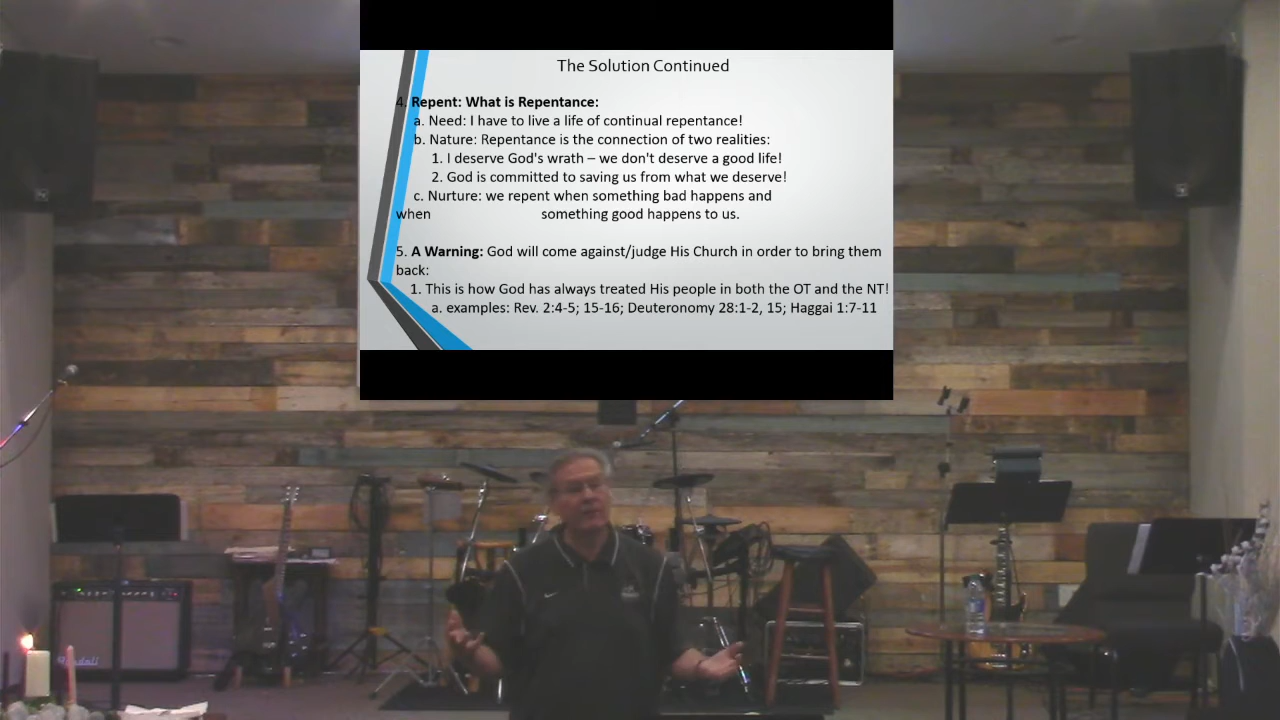 The Solution Continued
4. Repent: What is Repentance:
a. Need: I have to live a life of continual repentance!
b. Nature: Repentance is the connection of two realities:
1. I deserve God's wrath – we don't deserve a good life!
2. God is committed to saving us from what we deserve!
c. Nurture: we repent when something bad happens and
when something good happens to us.
5. A Warning: God will come against/judge His Church in order to bring them
back:
1. This is how God has always treated His people in both the OT and the NT!
a. examples: Rev. 2:4-5; 15-16; Deuteronomy 28:1-2, 15; Haggai 1:7-11
Randall